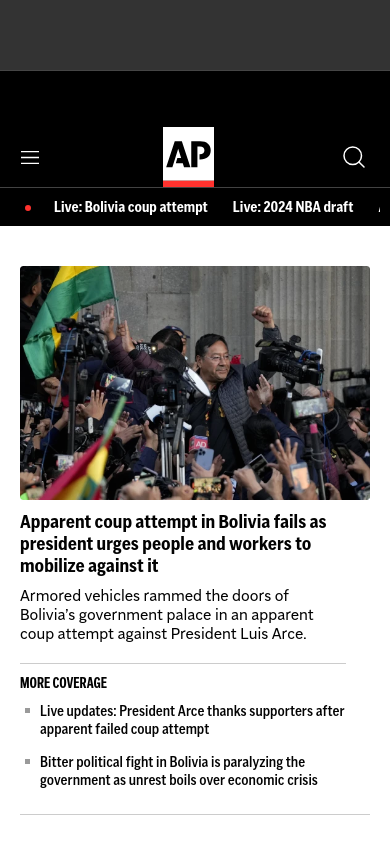 AP
Live: Bolivia coup attempt
Live: 2024 NBA draft
AD
Apparent coup attempt in Bolivia fails as
president urges people and workers to
mobilize against it
Armored vehicles rammed the doors of
Bolivia’s government palace in an apparent
coup attempt against President Luis Arce.
MORE COVERAGE
Live updates: President Arce thanks supporters after
apparent failed coup attempt
Bitter political fight in Bolivia is paralyzing the
government as unrest boils over economic crisis